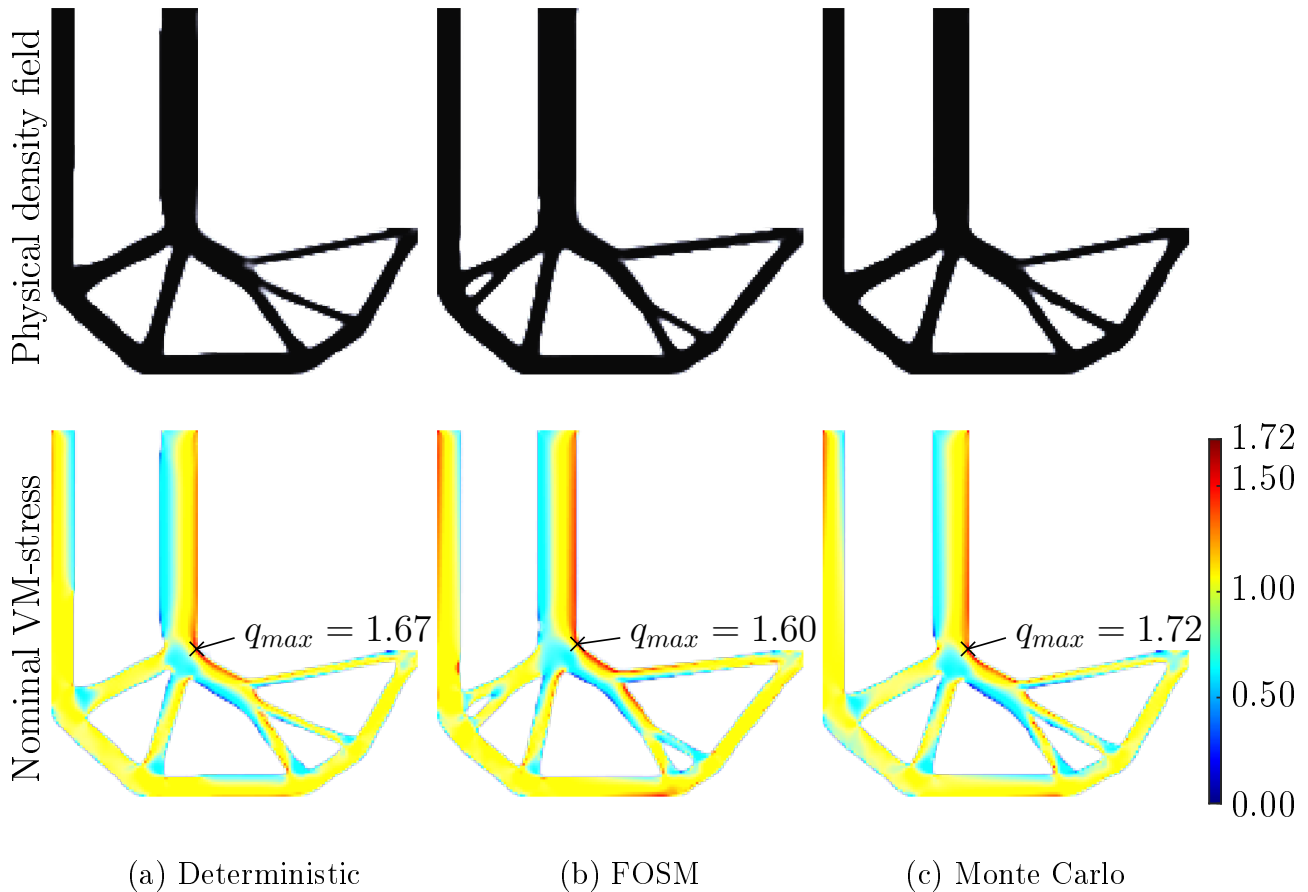 Physical density field
Nominal VM-stress
q_max = 1.67
q_max = 1.60
q_max = 1.72
1.72
1.50
1.00
0.50
0.00
(a) Deterministic
(b) FOSM
(c) Monte Carlo